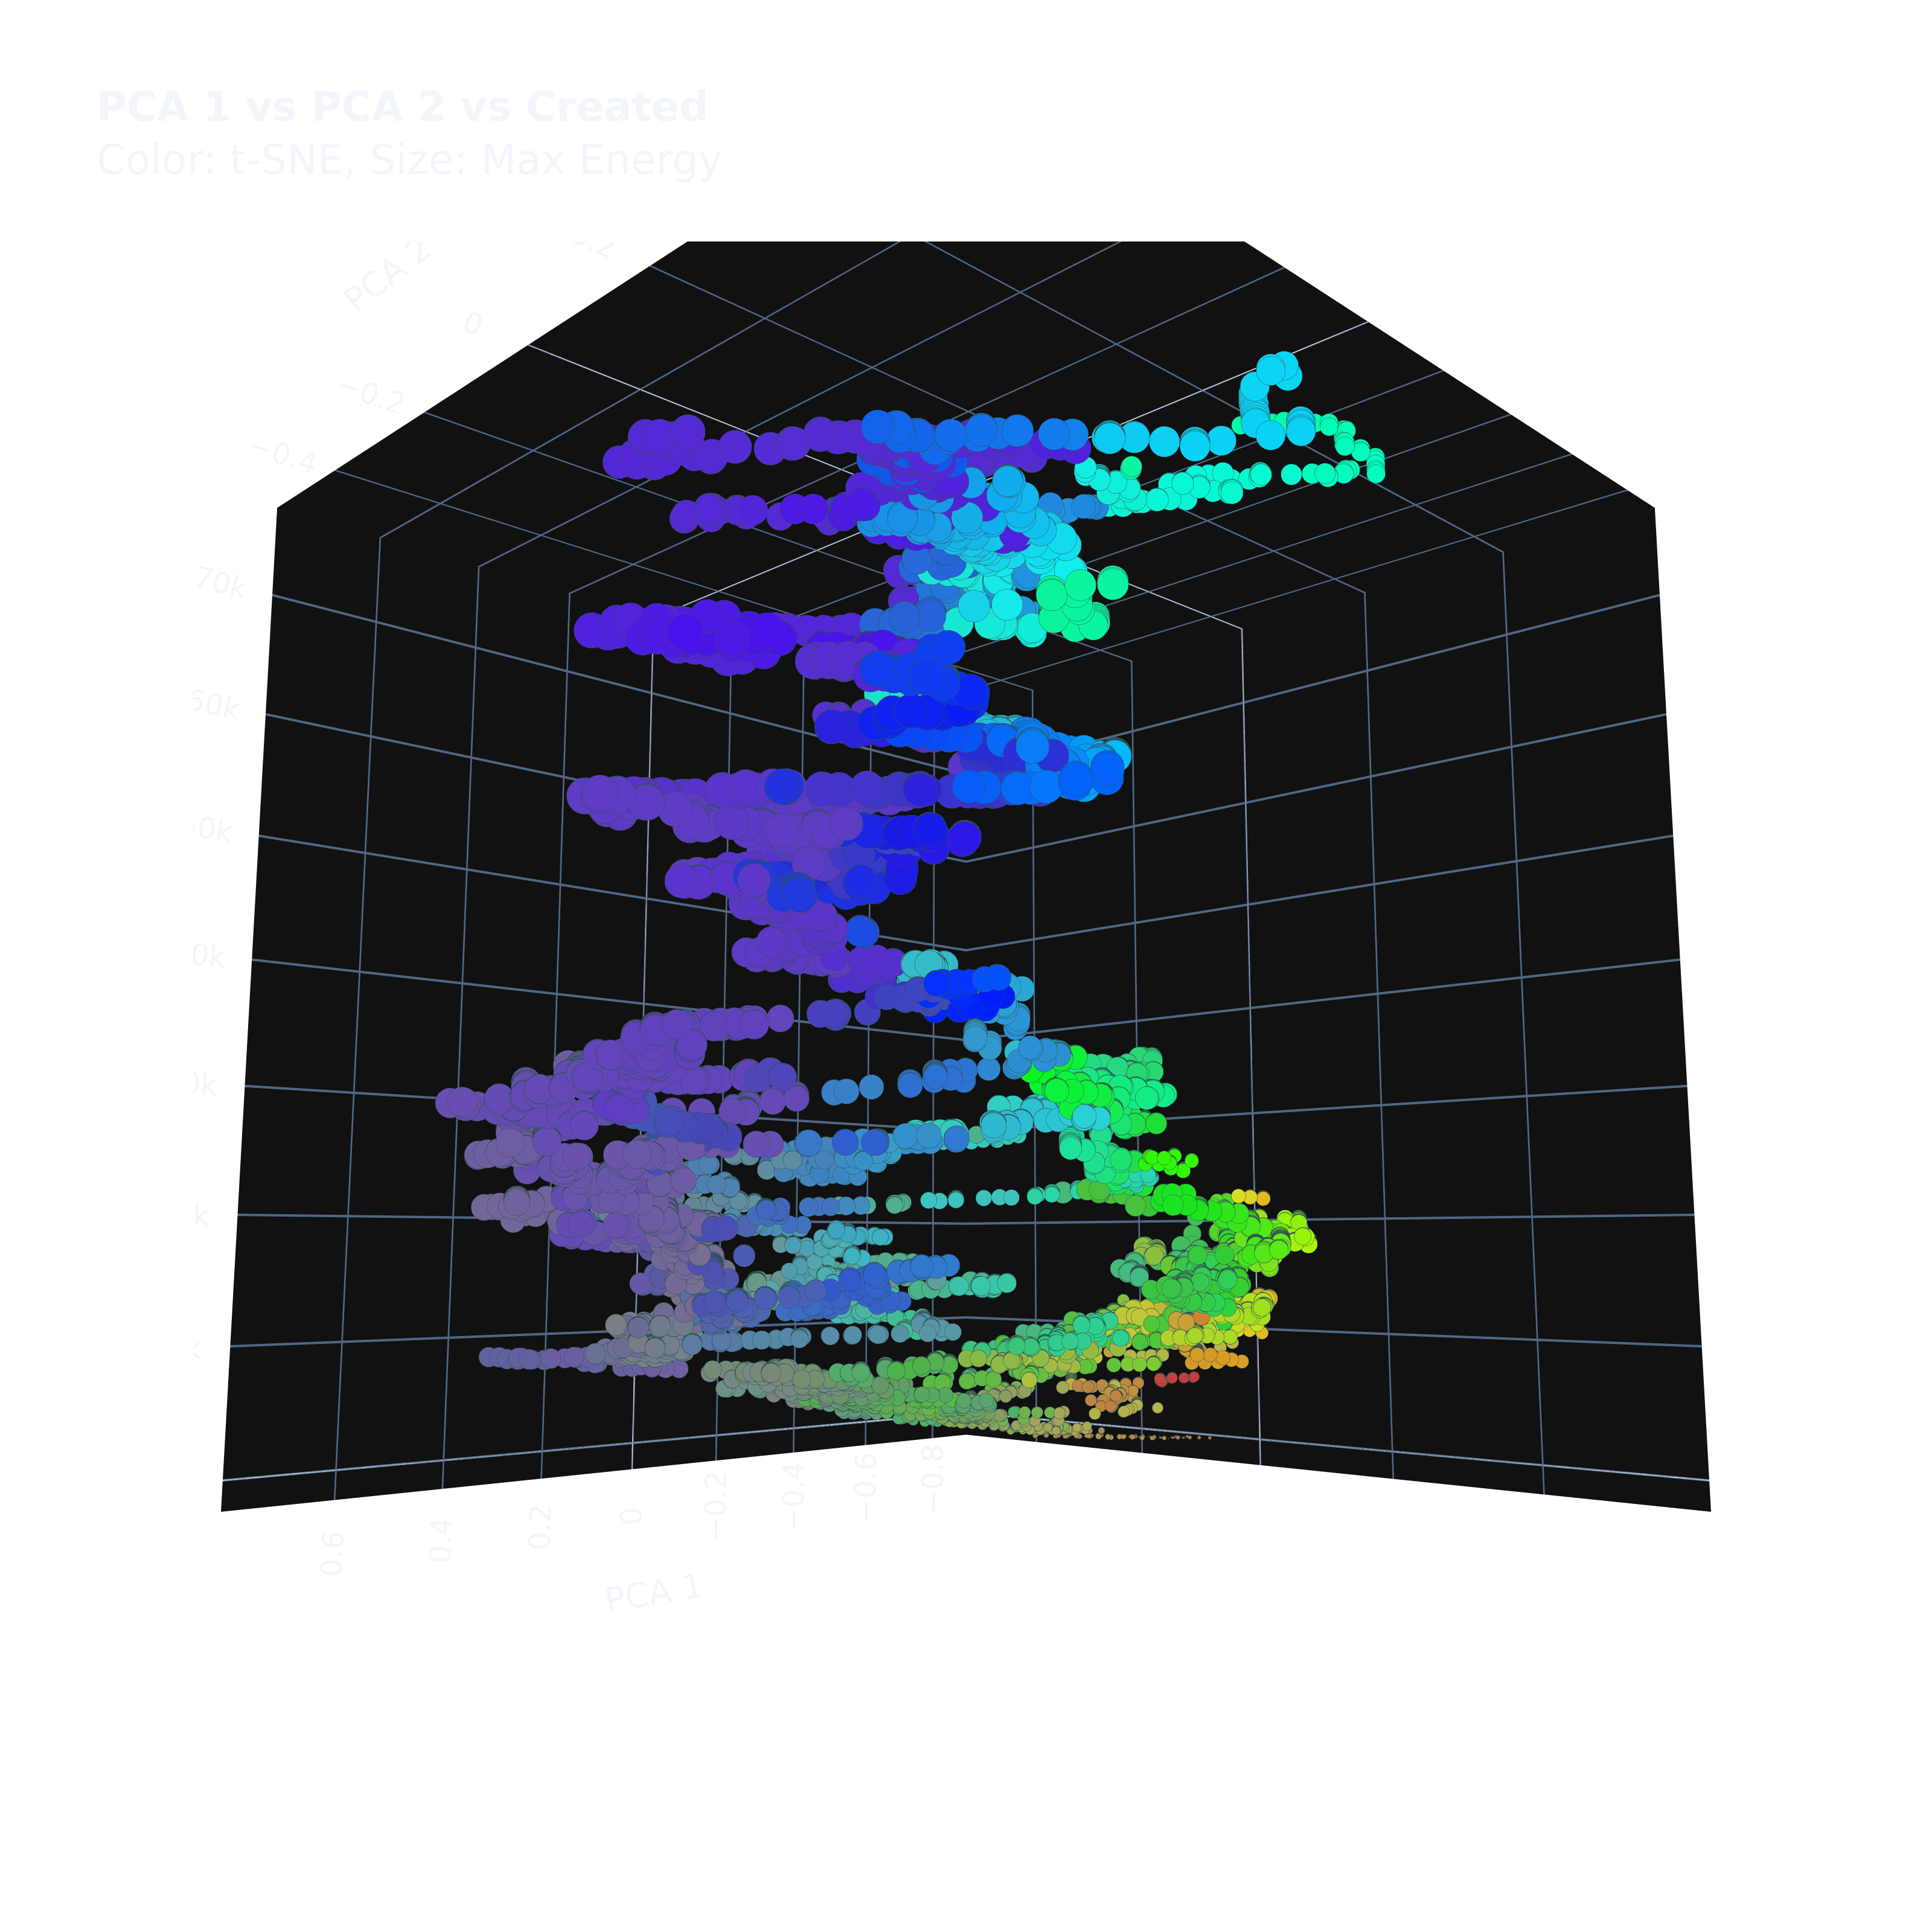 PCA 1 vs PCA 2 vs Created
Color: t-SNE, Size: Max Energy
PCA 2
0
−0.2
−0.4
70k
0.6
0.4
0.2
0
−0.2
−0.4
−0.6
−0.8
PCA 1